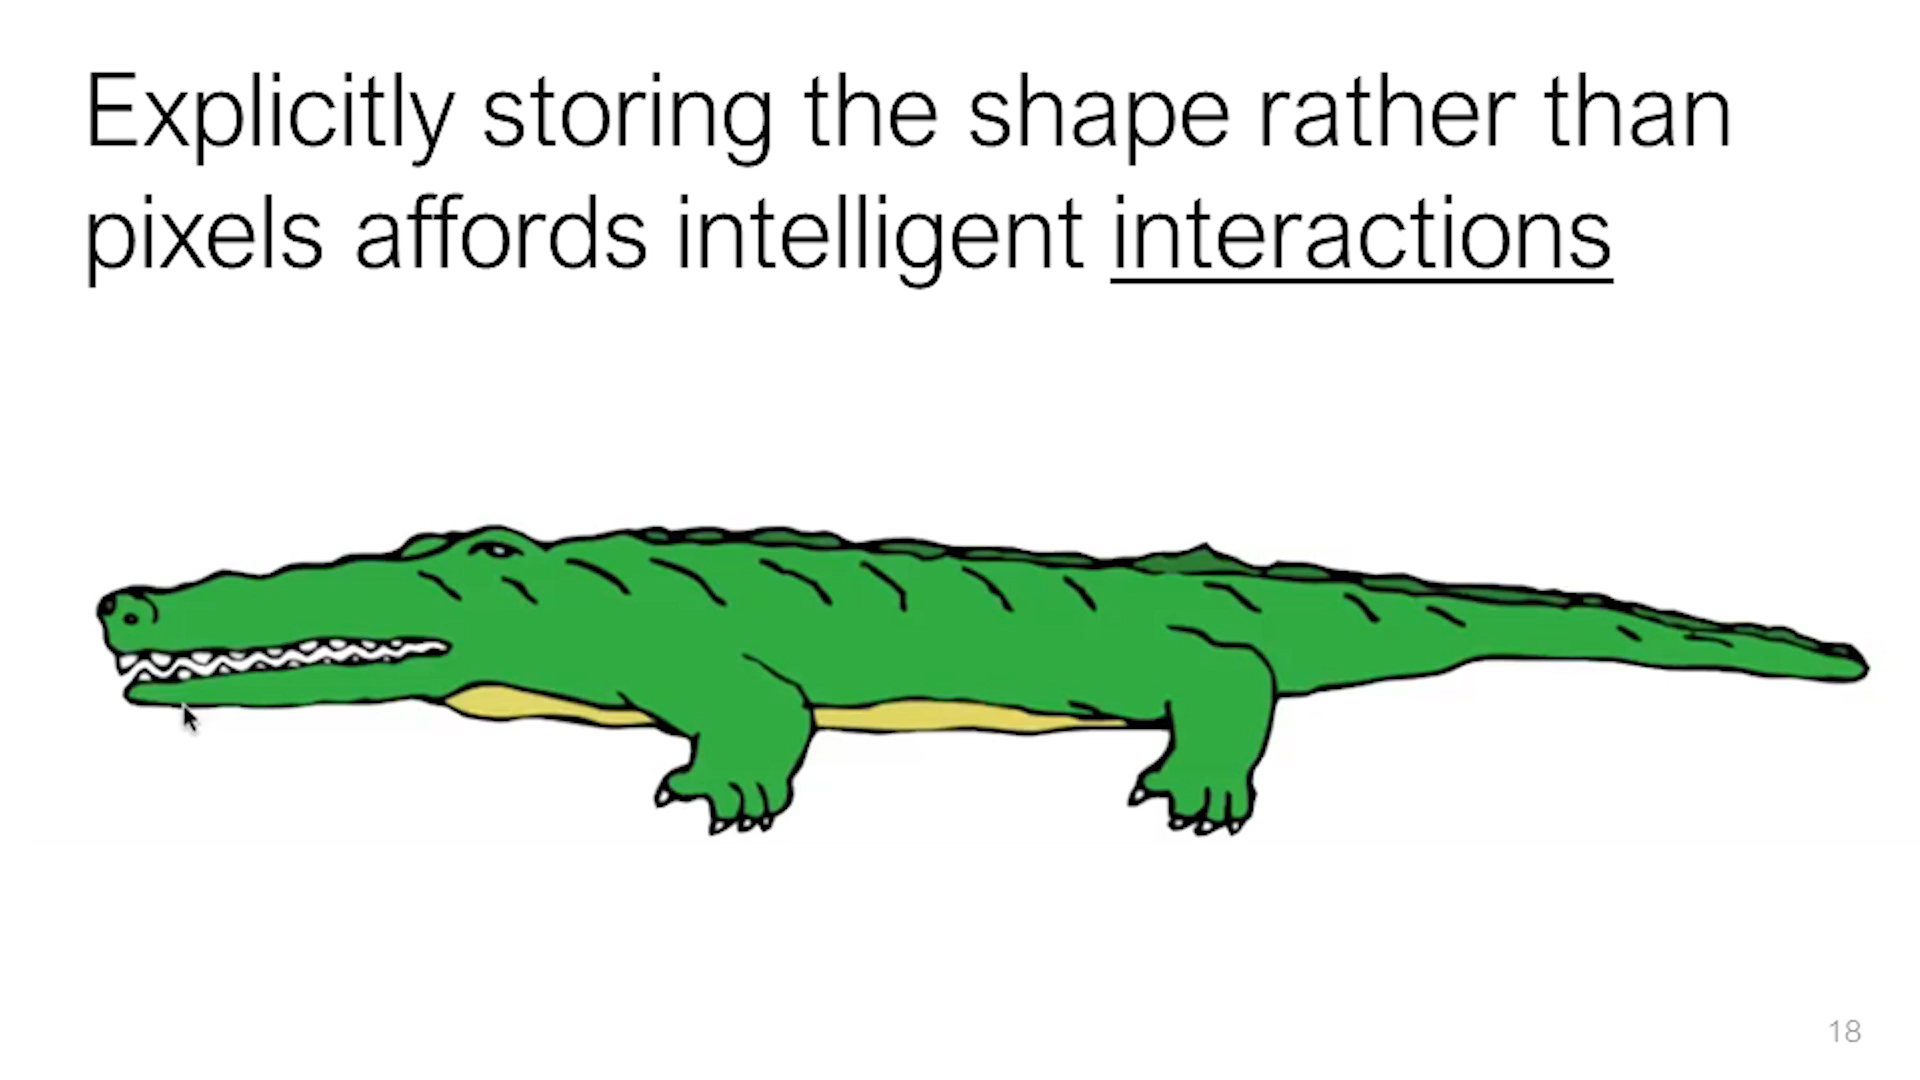 Explicitly storing the shape rather than
pixels affords intelligent interactions
18